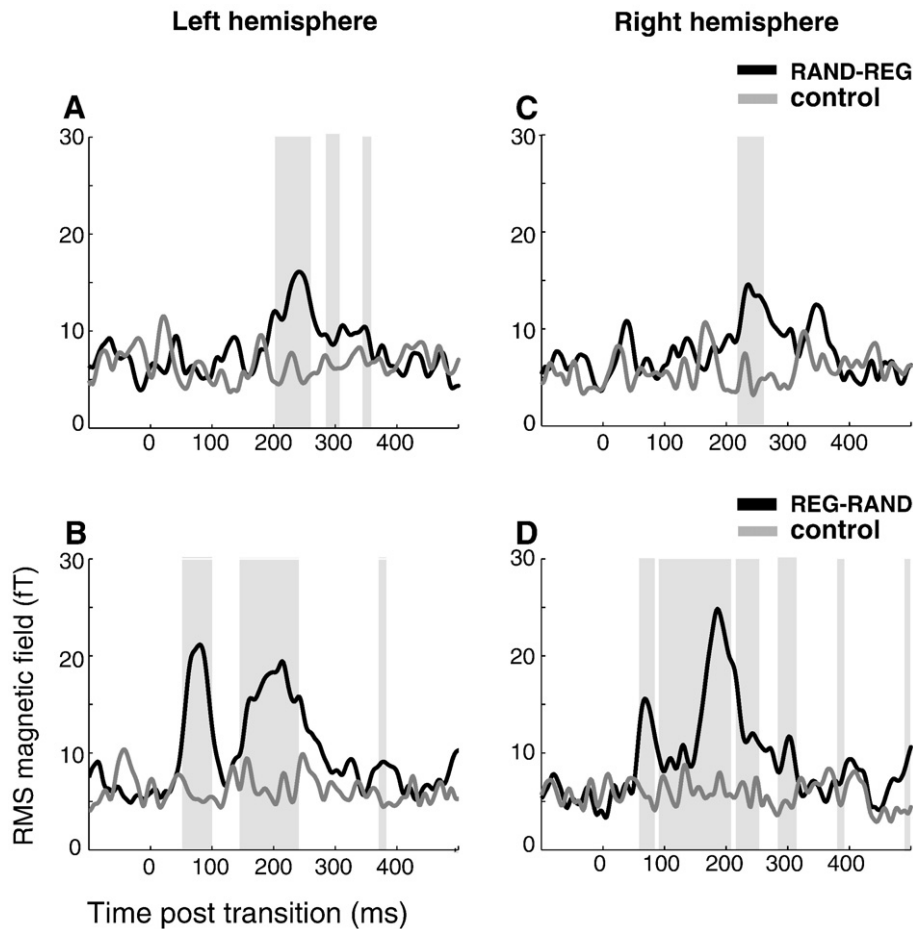 Left hemisphere
Right hemisphere
RAND-REG
control
A
30
20
10
0
0 100 200 300 400
C
30
20
10
0
0 100 200 300 400
REG-RAND
control
B
30
20
10
0
0 100 200 300 400
D
30
20
10
0
0 100 200 300 400
RMS magnetic field (fT)
Time post transition (ms)